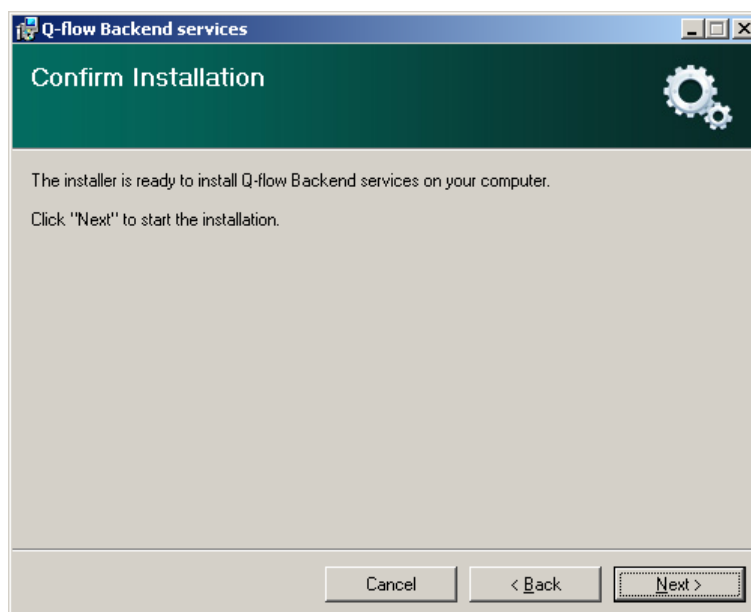 Q-flow Backend services
Confirm Installation
The installer is ready to install Q-flow Backend services on your computer.
Click "Next" to start the installation.
Cancel
< Back
Next >